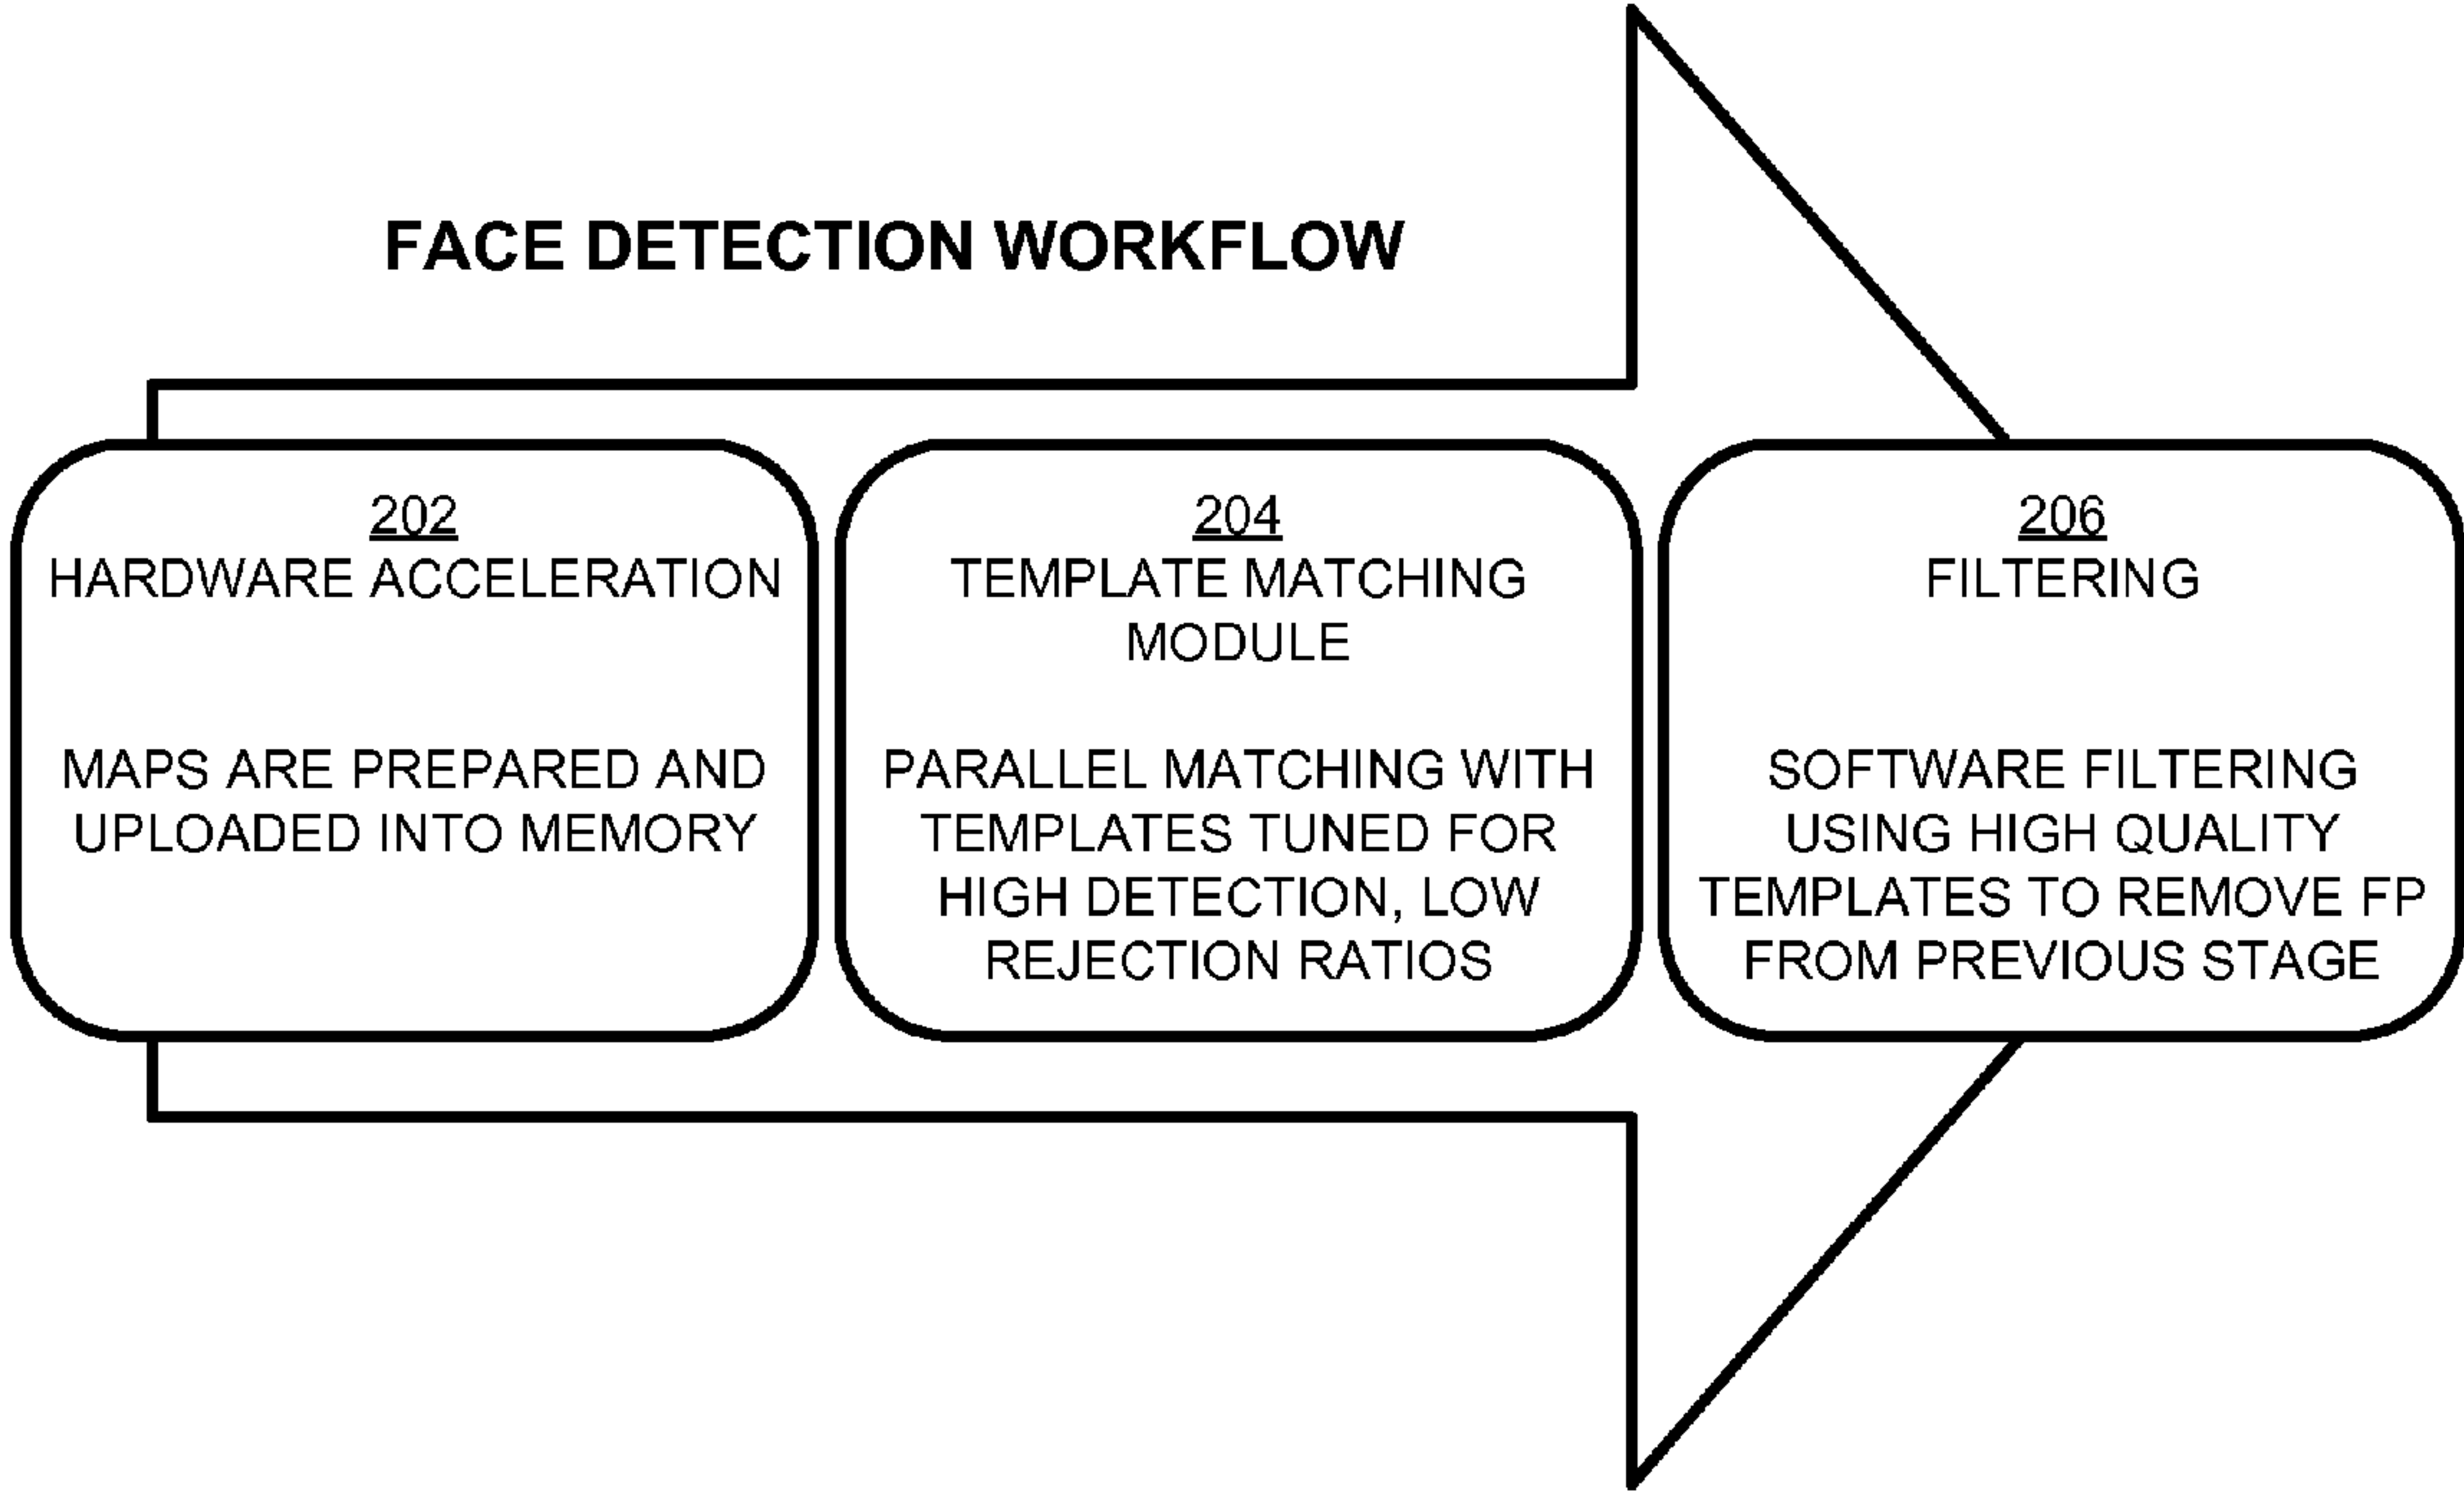 FACE DETECTION WORKFLOW
202
HARDWARE ACCELERATION
MAPS ARE PREPARED AND
UPLOADED INTO MEMORY
204
TEMPLATE MATCHING
MODULE
PARALLEL MATCHING WITH
TEMPLATES TUNED FOR
HIGH DETECTION, LOW
REJECTION RATIOS
206
FILTERING
SOFTWARE FILTERING
USING HIGH QUALITY
TEMPLATES TO REMOVE FP
FROM PREVIOUS STAGE